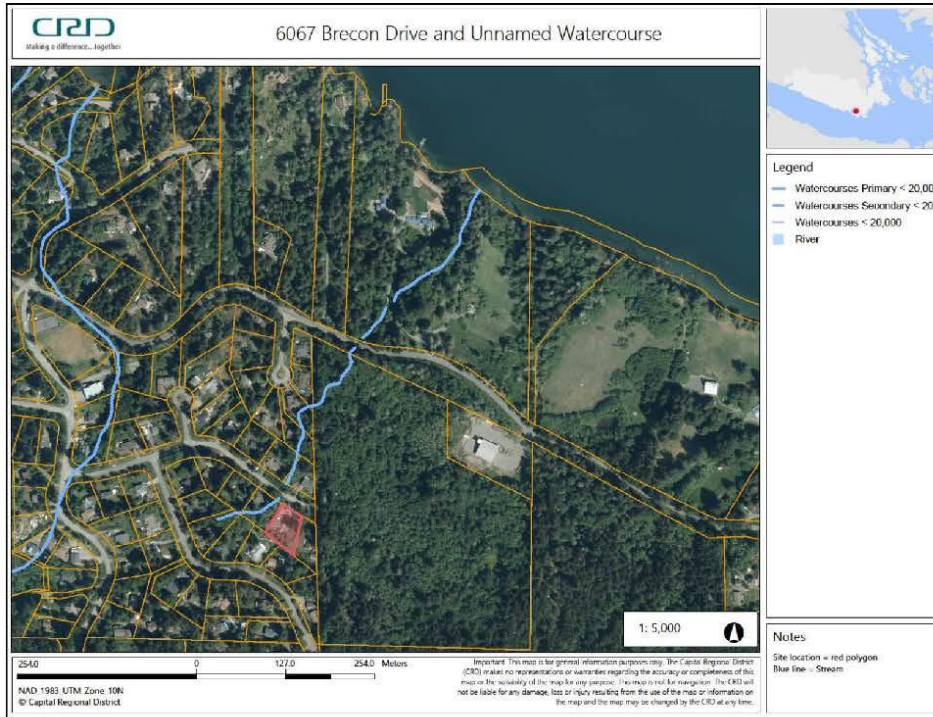 CRD
Making a difference...together
6067 Brecon Drive and Unnamed Watercourse
Legend
Watercourses Primary < 20,00
Watercourses Secondary < 20
Watercourses < 20,000
River
1: 5,000
Notes
Site location = red polygon
Blue line = Stream
254.0 0 127.0 254.0 Meters
NAD_1983_UTM_Zone_10N
© Capital Regional District
Important This map is for general information purposes only. The Capital Regional District
(CRD) makes no representations or warranties regarding the accuracy or completeness of this
map or the suitability of the map for any purpose. This map is not for navigation. The CRD will
not be liable for any damage, loss or injury resulting from the use of the map or information on
the map and the map may be changed by the CRD at any time.